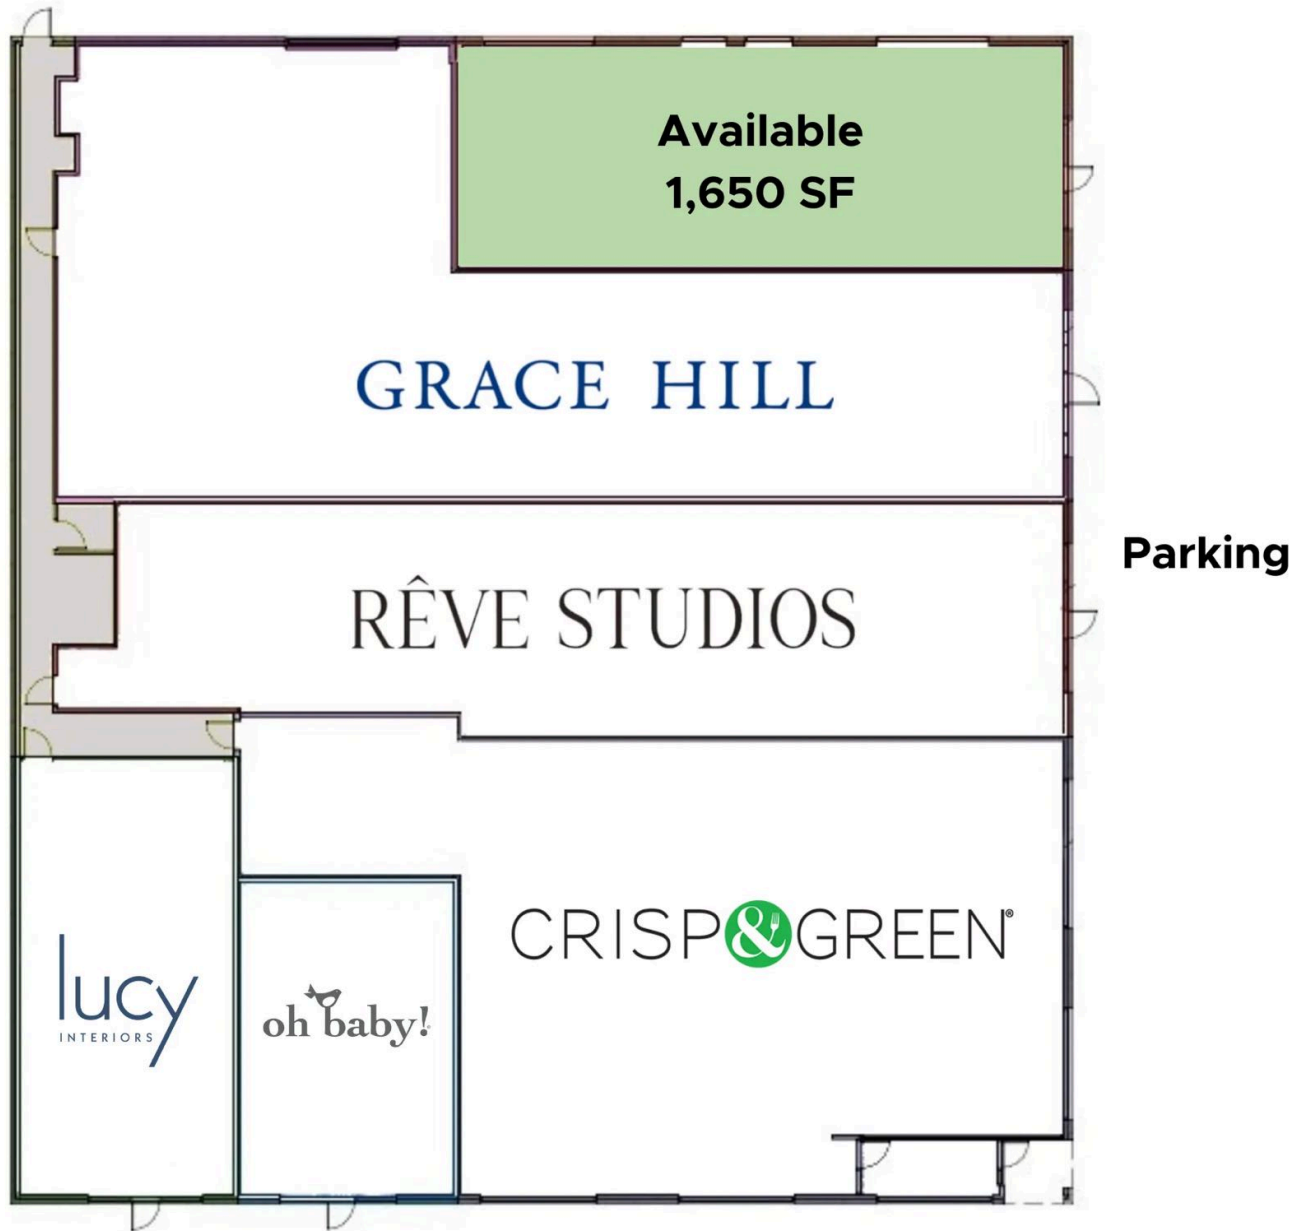 Available
1,650 SF
GRACE HILL
Parking
RÊVE STUDIOS
CRISP&GREEN®
lucy
INTERIORS
oh baby!